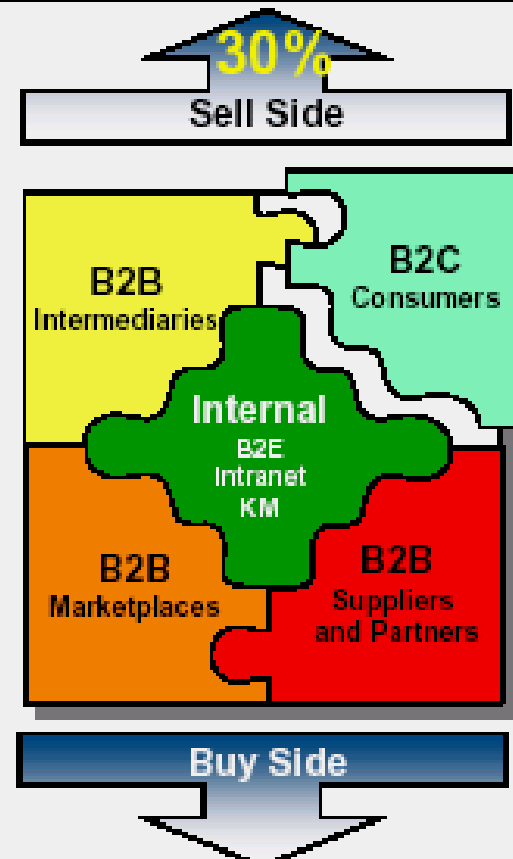 30%
Sell Side
B2B
Intermediaries
B2C
Consumers
Internal
B2E
Intranet
KM
B2B
Marketplaces
B2B
Suppliers
and Partners
Buy Side